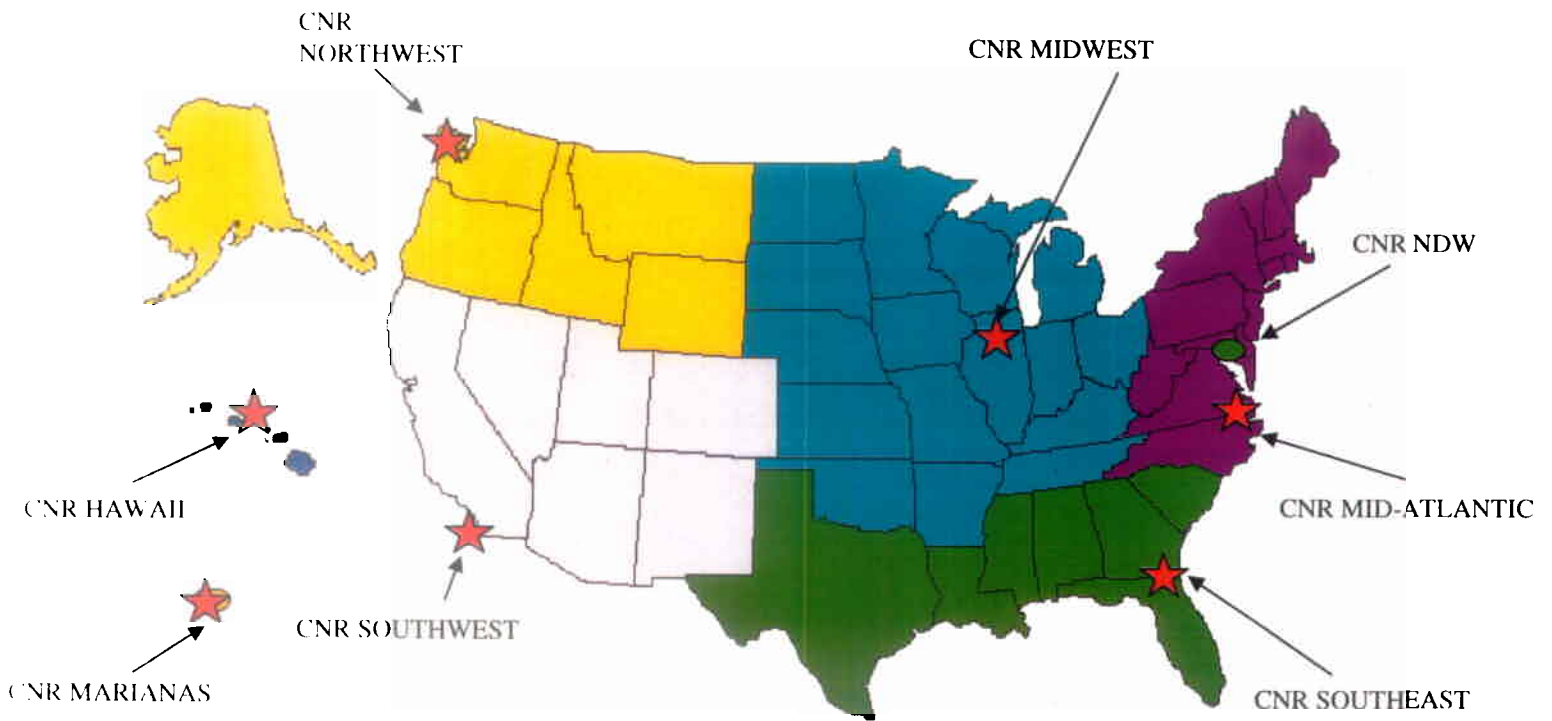 CNR
NORTHWEST
CNR MIDWEST
CNR NDW
CNR HAWAII
CNR MID-ATLANTIC
CNR SOUTHWEST
CNR MARIANAS
CNR SOUTHEAST